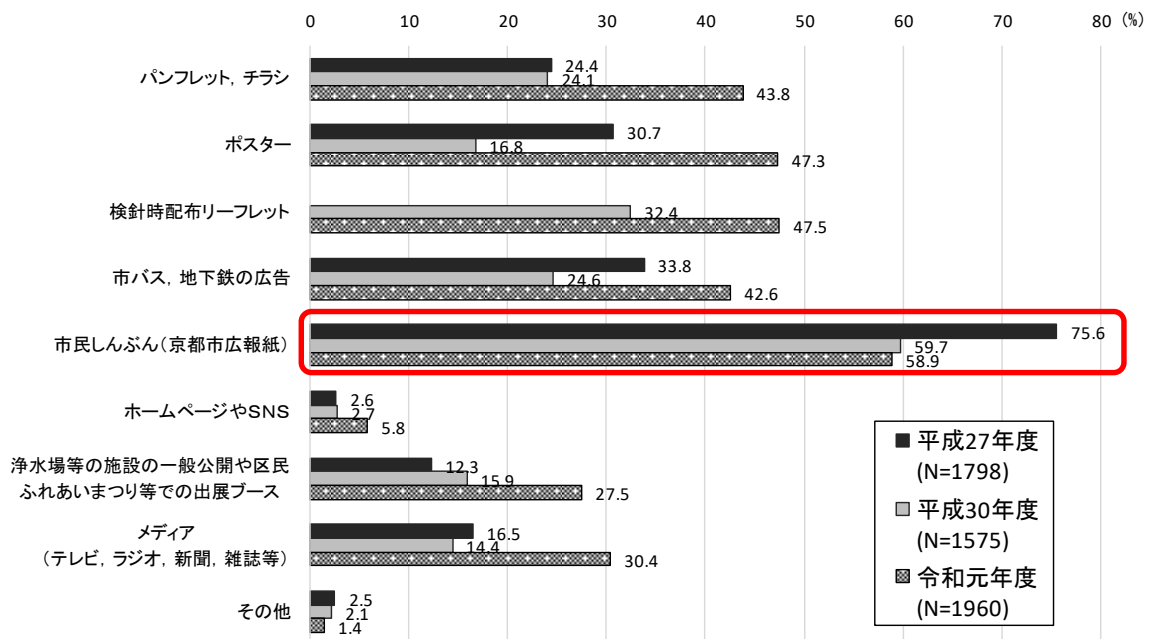 0 10 20 30 40 50 60 70 80 (%)
パンフレット，チラシ
24.4
24.1
43.8
ポスター
30.7
16.8
47.3
検針時配布リーフレット
32.4
47.5
市バス，地下鉄の広告
33.8
24.6
42.6
市民しんぶん（京都市広報紙）
75.6
59.7
58.9
ホームページやＳＮＳ
2.6
2.7
5.8
浄水場等の施設の一般公開や区民
ふれあいまつり等での出展ブース
12.3
15.9
27.5
メディア
（テレビ，ラジオ，新聞，雑誌等）
16.5
14.4
30.4
その他
2.5
2.1
1.4
平成27年度
(N=1798)
平成30年度
(N=1575)
令和元年度
(N=1960)